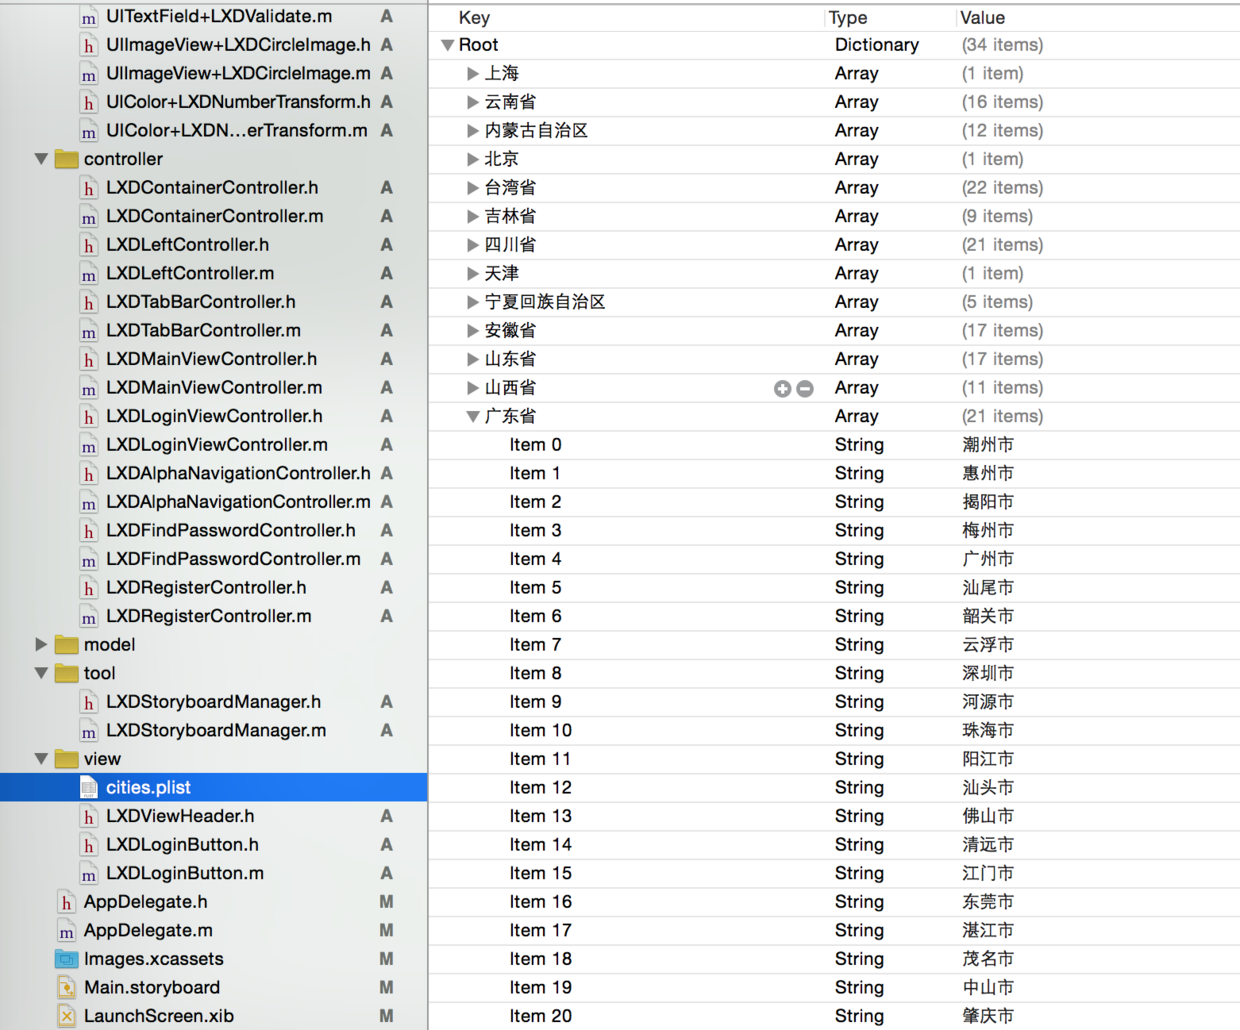 UITextField+LXDValidate.m A
UIImageView+LXDCircleImage.h A
UIImageView+LXDCircleImage.m A
UIColor+LXDNumberTransform.h A
UIColor+LXDN...erTransform.m A
controller
LXDContainerController.h A
LXDContainerController.m A
LXDLeftController.h A
LXDLeftController.m A
LXDTabBarController.h A
LXDTabBarController.m A
LXDMainViewController.h A
LXDMainViewController.m A
LXDLoginViewController.h A
LXDLoginViewController.m A
LXDAlphaNavigationController.h A
LXDAlphaNavigationController.m A
LXDFindPasswordController.h A
LXDFindPasswordController.m A
LXDRegisterController.h A
LXDRegisterController.m A
model
tool
LXDStoryboardManager.h A
LXDStoryboardManager.m A
view
cities.plist
LXDViewHeader.h A
LXDLoginButton.h A
LXDLoginButton.m A
AppDelegate.h M
AppDelegate.m M
Images.xcassets M
Main.storyboard M
LaunchScreen.xib M
Key Type Value
Root Dictionary (34 items)
上海 Array (1 item)
云南省 Array (16 items)
内蒙古自治区 Array (12 items)
北京 Array (1 item)
台湾省 Array (22 items)
吉林省 Array (9 items)
四川省 Array (21 items)
天津 Array (1 item)
宁夏回族自治区 Array (5 items)
安徽省 Array (17 items)
山东省 Array (17 items)
山西省 Array (11 items)
广东省 Array (21 items)
Item 0 String 潮州市
Item 1 String 惠州市
Item 2 String 揭阳市
Item 3 String 梅州市
Item 4 String 广州市
Item 5 String 汕尾市
Item 6 String 韶关市
Item 7 String 云浮市
Item 8 String 深圳市
Item 9 String 河源市
Item 10 String 珠海市
Item 11 String 阳江市
Item 12 String 汕头市
Item 13 String 佛山市
Item 14 String 清远市
Item 15 String 江门市
Item 16 String 东莞市
Item 17 String 湛江市
Item 18 String 茂名市
Item 19 String 中山市
Item 20 String 肇庆市